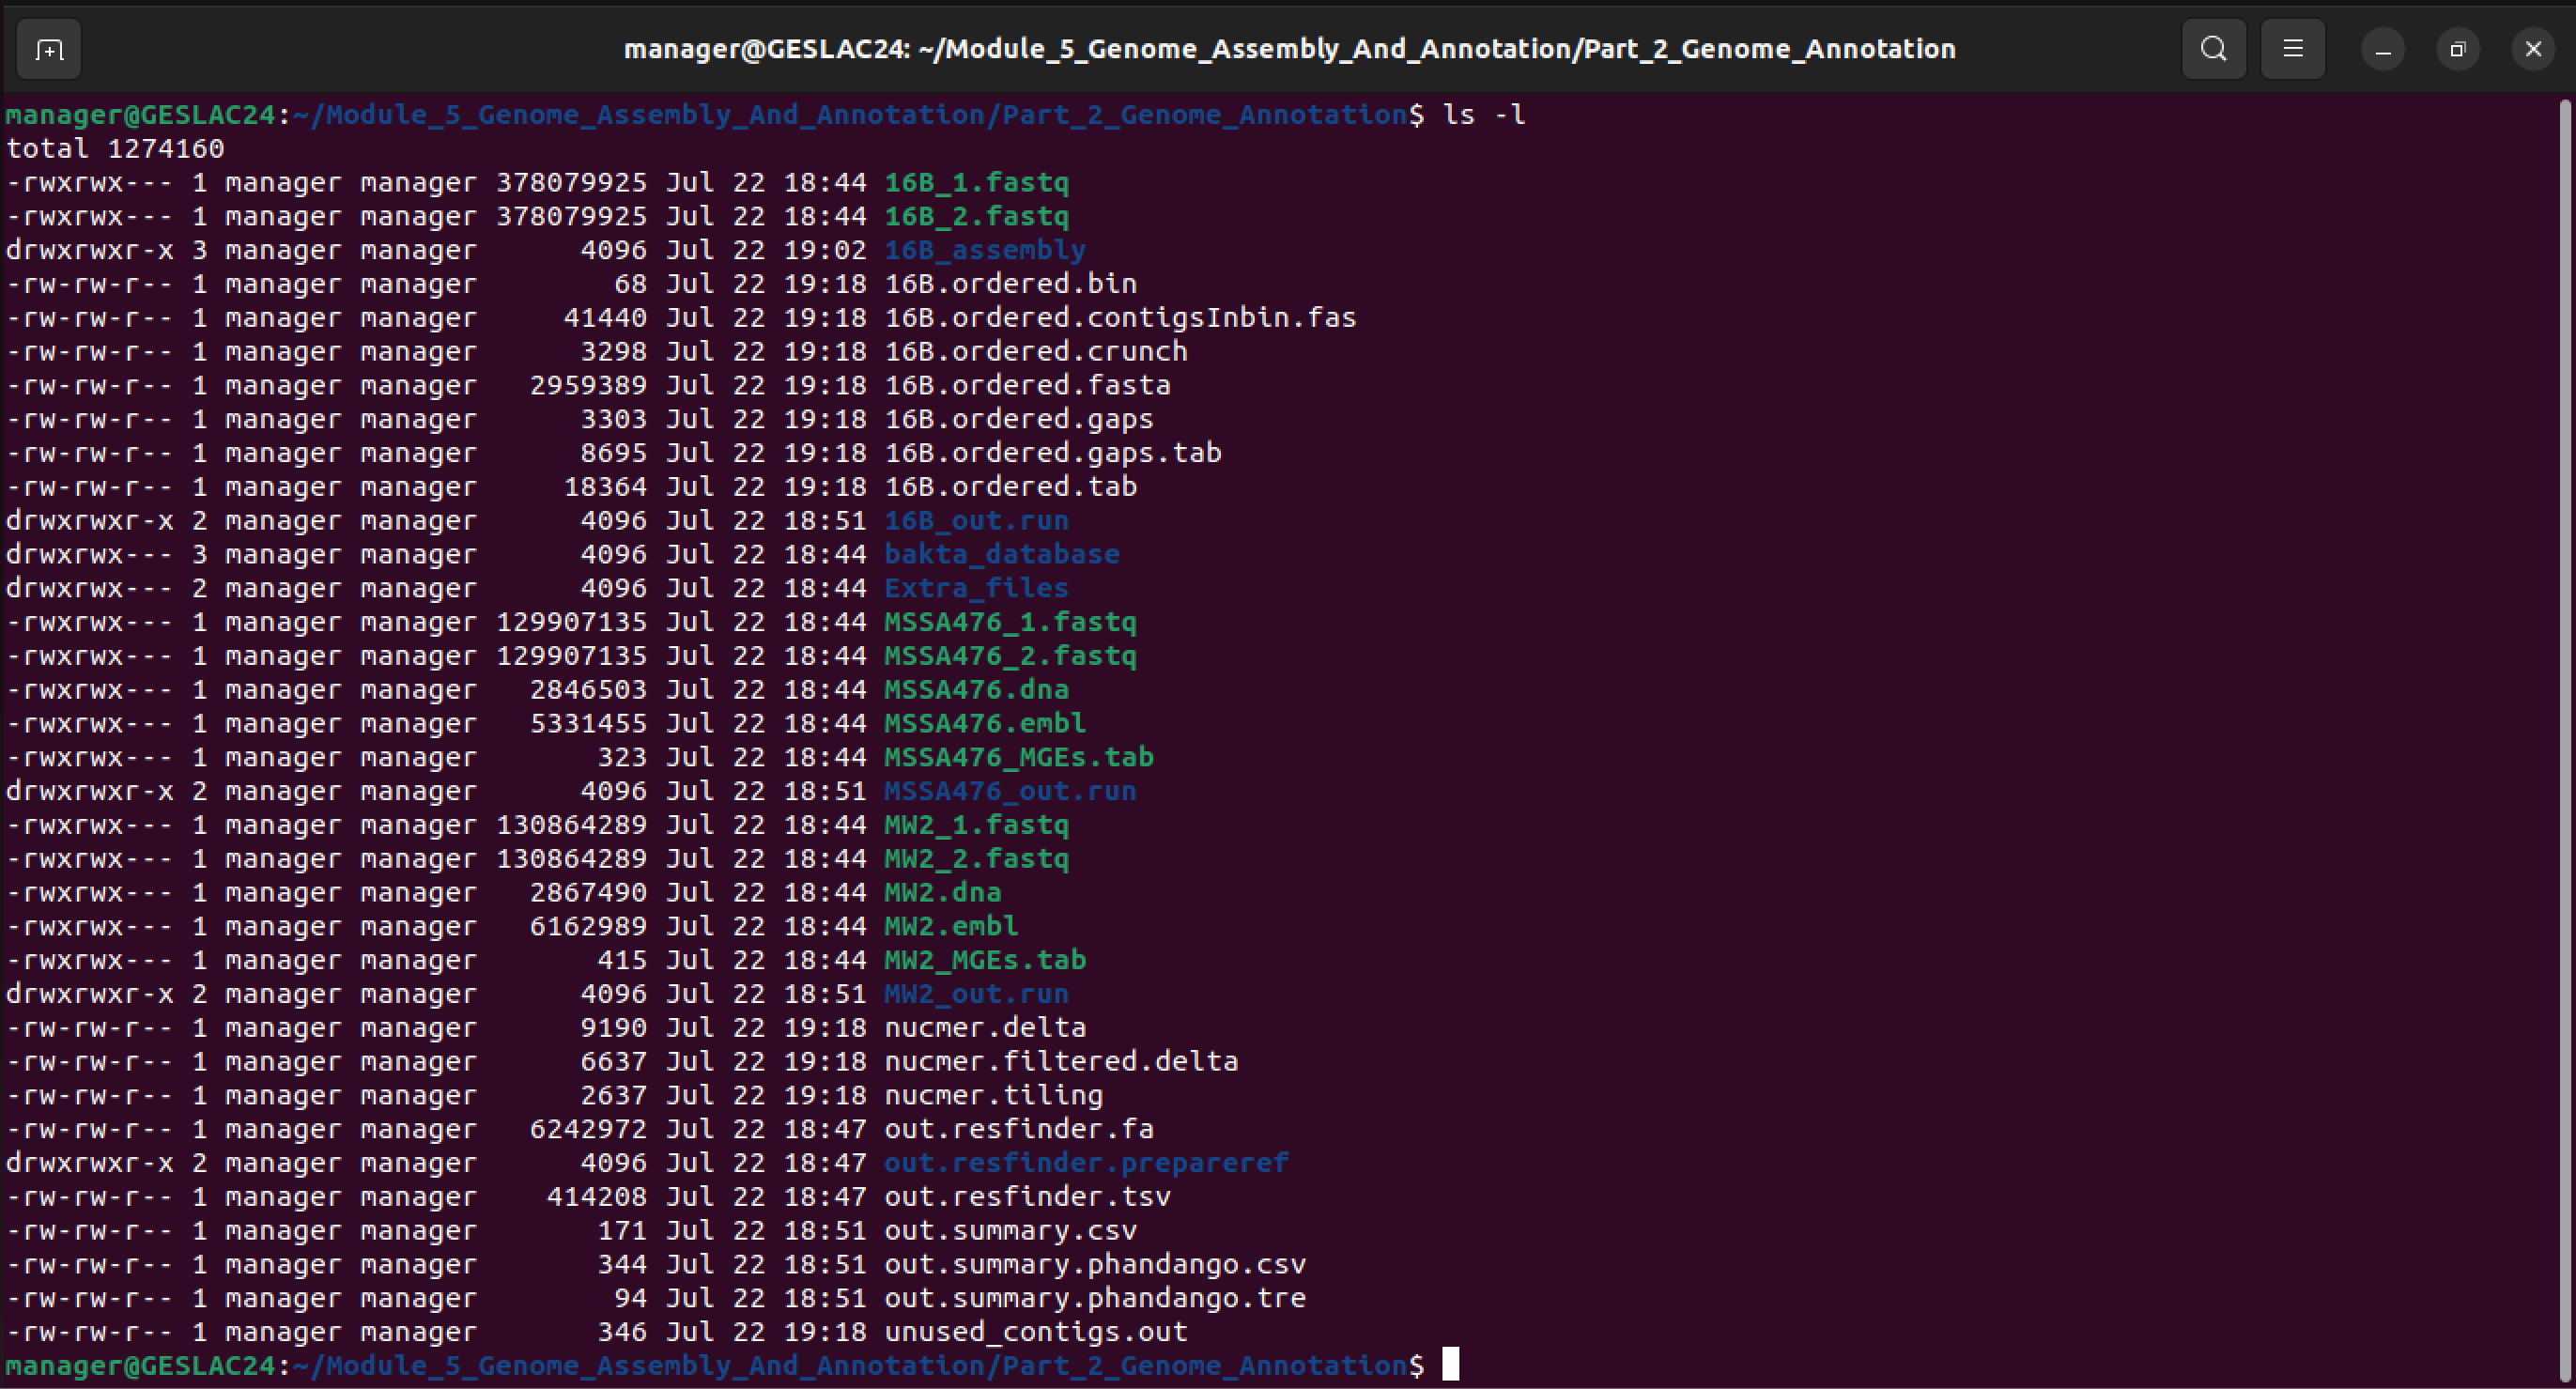 manager@GESLAC24: ~/Module_5_Genome_Assembly_And_Annotation/Part_2_Genome_Annotation
manager@GESLAC24:~/Module_5_Genome_Assembly_And_Annotation/Part_2_Genome_Annotation$ ls -l
total 1274160
-rwxrwx--- 1 manager manager 378079925 Jul 22 18:44 16B_1.fastq
-rwxrwx--- 1 manager manager 378079925 Jul 22 18:44 16B_2.fastq
drwxrwxr-x 3 manager manager      4096 Jul 22 19:02 16B_assembly
-rw-rw-r-- 1 manager manager        68 Jul 22 19:18 16B.ordered.bin
-rw-rw-r-- 1 manager manager     41440 Jul 22 19:18 16B.ordered.contigsInbin.fas
-rw-rw-r-- 1 manager manager      3298 Jul 22 19:18 16B.ordered.crunch
-rw-rw-r-- 1 manager manager   2959389 Jul 22 19:18 16B.ordered.fasta
-rw-rw-r-- 1 manager manager      3303 Jul 22 19:18 16B.ordered.gaps
-rw-rw-r-- 1 manager manager      8695 Jul 22 19:18 16B.ordered.gaps.tab
-rw-rw-r-- 1 manager manager     18364 Jul 22 19:18 16B.ordered.tab
drwxrwxr-x 2 manager manager      4096 Jul 22 18:51 16B_out.run
drwxrwx--- 3 manager manager      4096 Jul 22 18:44 bakta_database
drwxrwx--- 2 manager manager      4096 Jul 22 18:44 Extra_files
-rwxrwx--- 1 manager manager 129907135 Jul 22 18:44 MSSA476_1.fastq
-rwxrwx--- 1 manager manager 129907135 Jul 22 18:44 MSSA476_2.fastq
-rwxrwx--- 1 manager manager   2846503 Jul 22 18:44 MSSA476.dna
-rwxrwx--- 1 manager manager   5331455 Jul 22 18:44 MSSA476.embl
-rwxrwx--- 1 manager manager       323 Jul 22 18:44 MSSA476_MGEs.tab
drwxrwxr-x 2 manager manager      4096 Jul 22 18:51 MSSA476_out.run
-rwxrwx--- 1 manager manager 130864289 Jul 22 18:44 MW2_1.fastq
-rwxrwx--- 1 manager manager 130864289 Jul 22 18:44 MW2_2.fastq
-rwxrwx--- 1 manager manager   2867490 Jul 22 18:44 MW2.dna
-rwxrwx--- 1 manager manager   6162989 Jul 22 18:44 MW2.embl
-rwxrwx--- 1 manager manager       415 Jul 22 18:44 MW2_MGEs.tab
drwxrwxr-x 2 manager manager      4096 Jul 22 18:51 MW2_out.run
-rw-rw-r-- 1 manager manager      9190 Jul 22 19:18 nucmer.delta
-rw-rw-r-- 1 manager manager      6637 Jul 22 19:18 nucmer.filtered.delta
-rw-rw-r-- 1 manager manager      2637 Jul 22 19:18 nucmer.tiling
-rw-rw-r-- 1 manager manager   6242972 Jul 22 18:47 out.resfinder.fa
drwxrwxr-x 2 manager manager      4096 Jul 22 18:47 out.resfinder.prepareref
-rw-rw-r-- 1 manager manager    414208 Jul 22 18:47 out.resfinder.tsv
-rw-rw-r-- 1 manager manager       171 Jul 22 18:51 out.summary.csv
-rw-rw-r-- 1 manager manager       344 Jul 22 18:51 out.summary.phandango.csv
-rw-rw-r-- 1 manager manager        94 Jul 22 18:51 out.summary.phandango.tre
-rw-rw-r-- 1 manager manager       346 Jul 22 19:18 unused_contigs.out
manager@GESLAC24:~/Module_5_Genome_Assembly_And_Annotation/Part_2_Genome_Annotation$